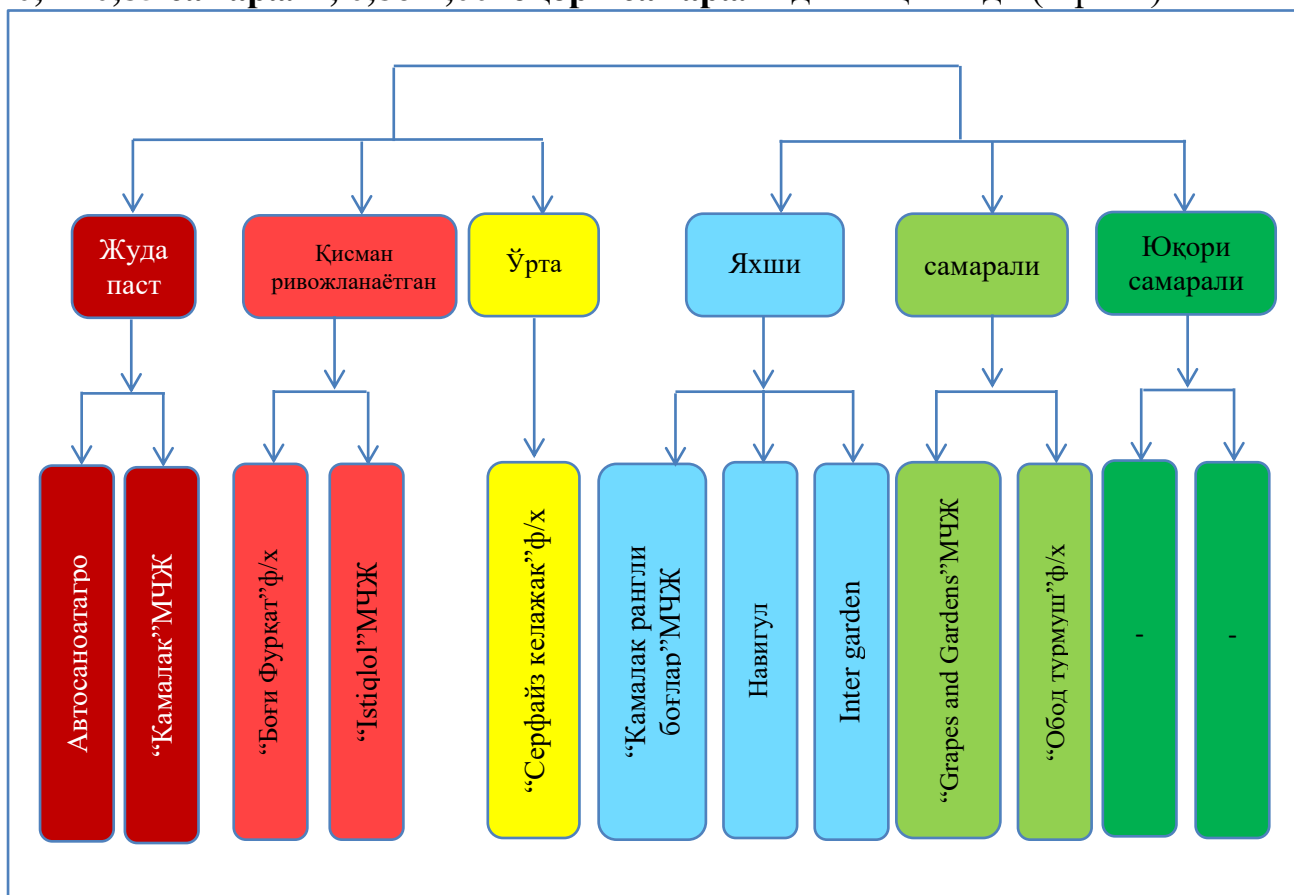 Жуда
паст
Қисман
ривожланаётган
Ўрта
Яхши
самарали
Юқори
самарали
Автосаноатагро
“Камалак”МЧЖ
“Боғи Фурқат”ф/х
“Istiqlol”МЧЖ
“Серфайз келажак”ф/х
“Камалак рангли
боғлар”МЧЖ
Навигул
Inter garden
“Grapes and Gardens”МЧЖ
“Обод турмуш”ф/х
-
-